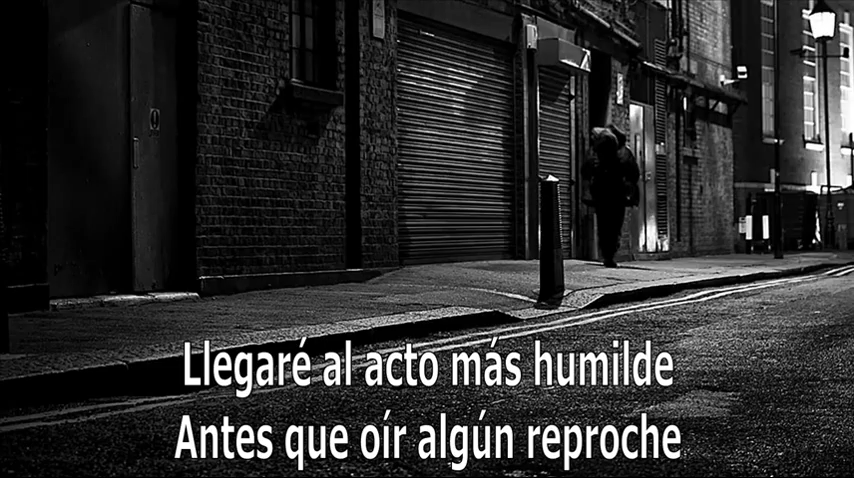 Llegaré al acto más humilde
Antes que oír algún reproche